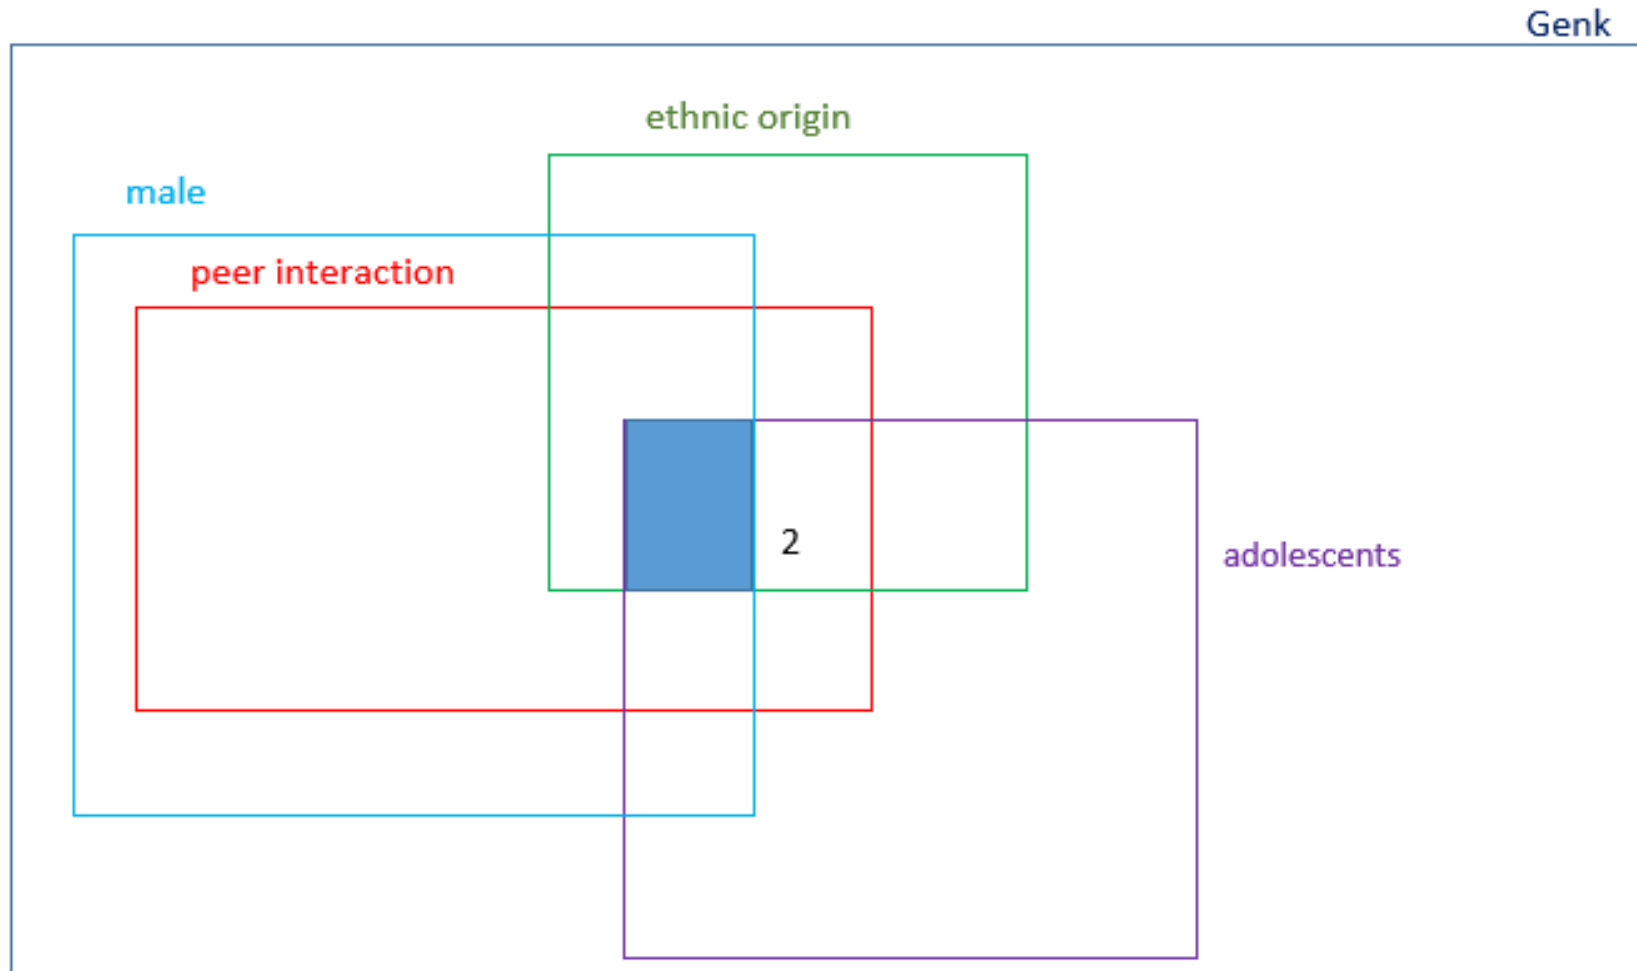 Genk
ethnic origin
male
peer interaction
2
adolescents